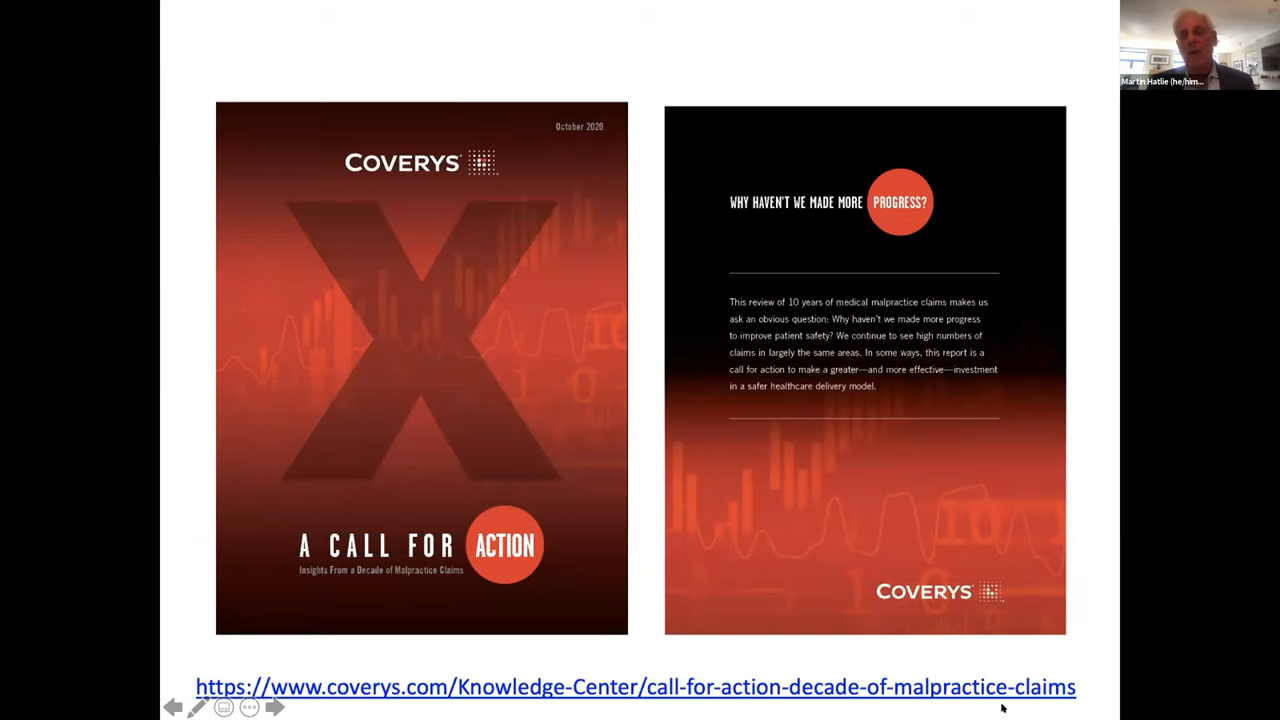 October 2020
COVERYS
X
A CALL FOR ACTION
Insights From a Decade of Malpractice Claims
WHY HAVEN'T WE MADE MORE PROGRESS?
This review of 10 years of medical malpractice claims makes us
ask an obvious question: Why haven't we made more progress
to improve patient safety? We continue to see high numbers of
claims in largely the same areas. In some ways, this report is a
call for action to make a greater—and more effective—investment
in a safer healthcare delivery model.
COVERYS
https://www.coverys.com/Knowledge-Center/call-for-action-decade-of-malpractice-claims
Martin Hatlie (he/him...